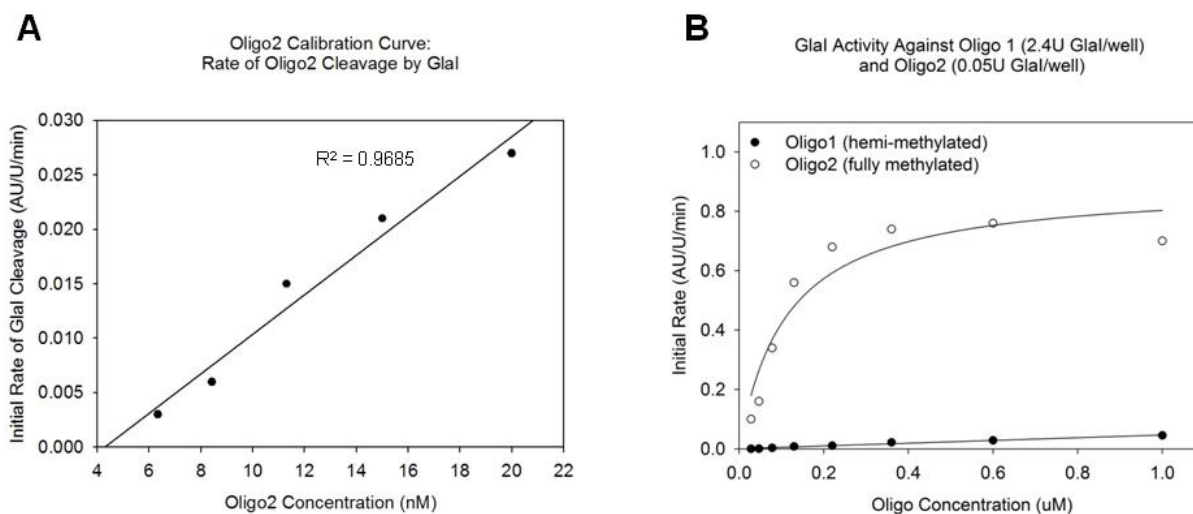 A
Oligo2 Calibration Curve:
Rate of Oligo2 Cleavage by GlaI
Initial Rate of GlaI Cleavage (AU/U/min)
0.030
0.025
0.020
0.015
0.010
0.005
0.000
R² = 0.9685
4 6 8 10 12 14 16 18 20 22
Oligo2 Concentration (nM)
B
GlaI Activity Against Oligo 1 (2.4U GlaI/well)
and Oligo2 (0.05U GlaI/well)
Initial Rate (AU/U/min)
1.0
0.8
0.6
0.4
0.2
0.0
Oligo1 (hemi-methylated)
Oligo2 (fully methylated)
0.0 0.2 0.4 0.6 0.8 1.0
Oligo Concentration (uM)